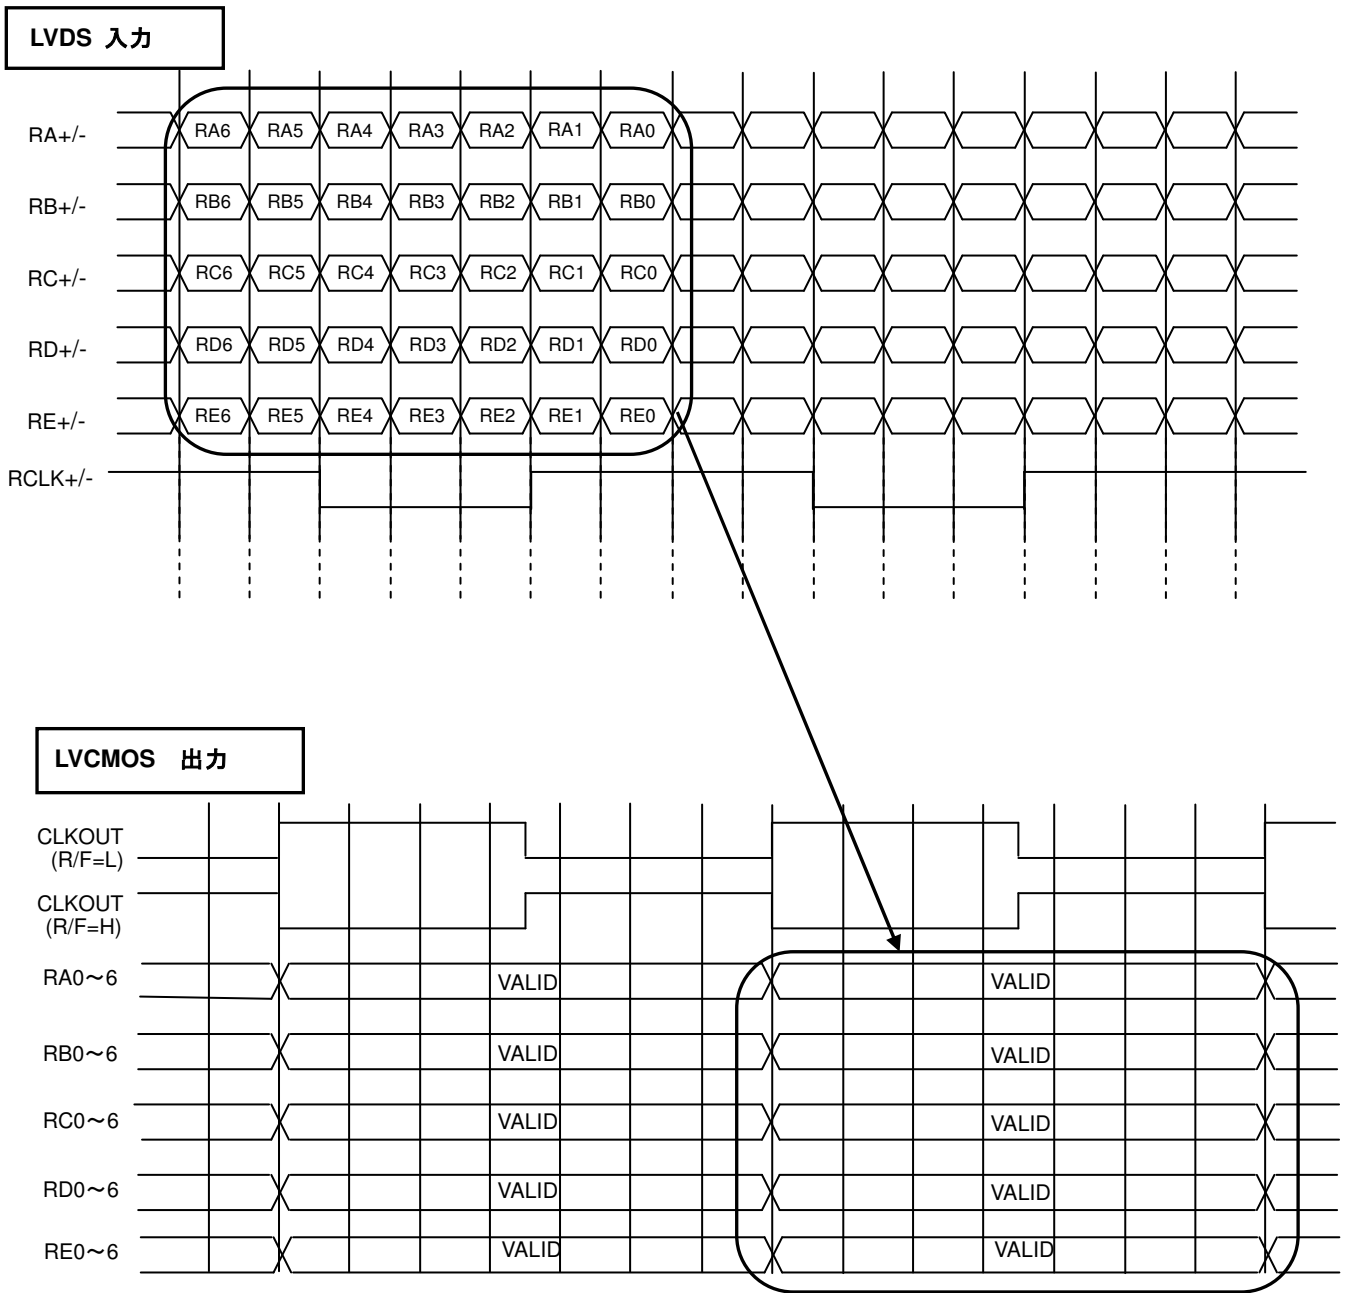 LVDS 入力
RA+/- RA6 RA5 RA4 RA3 RA2 RA1 RA0
RB+/- RB6 RB5 RB4 RB3 RB2 RB1 RB0
RC+/- RC6 RC5 RC4 RC3 RC2 RC1 RC0
RD+/- RD6 RD5 RD4 RD3 RD2 RD1 RD0
RE+/- RE6 RE5 RE4 RE3 RE2 RE1 RE0
RCLK+/-
LVCMOS 出力
CLKOUT
(R/F=L)
CLKOUT
(R/F=H)
RA0～6 VALID VALID
RB0～6 VALID VALID
RC0～6 VALID VALID
RD0～6 VALID VALID
RE0～6 VALID VALID